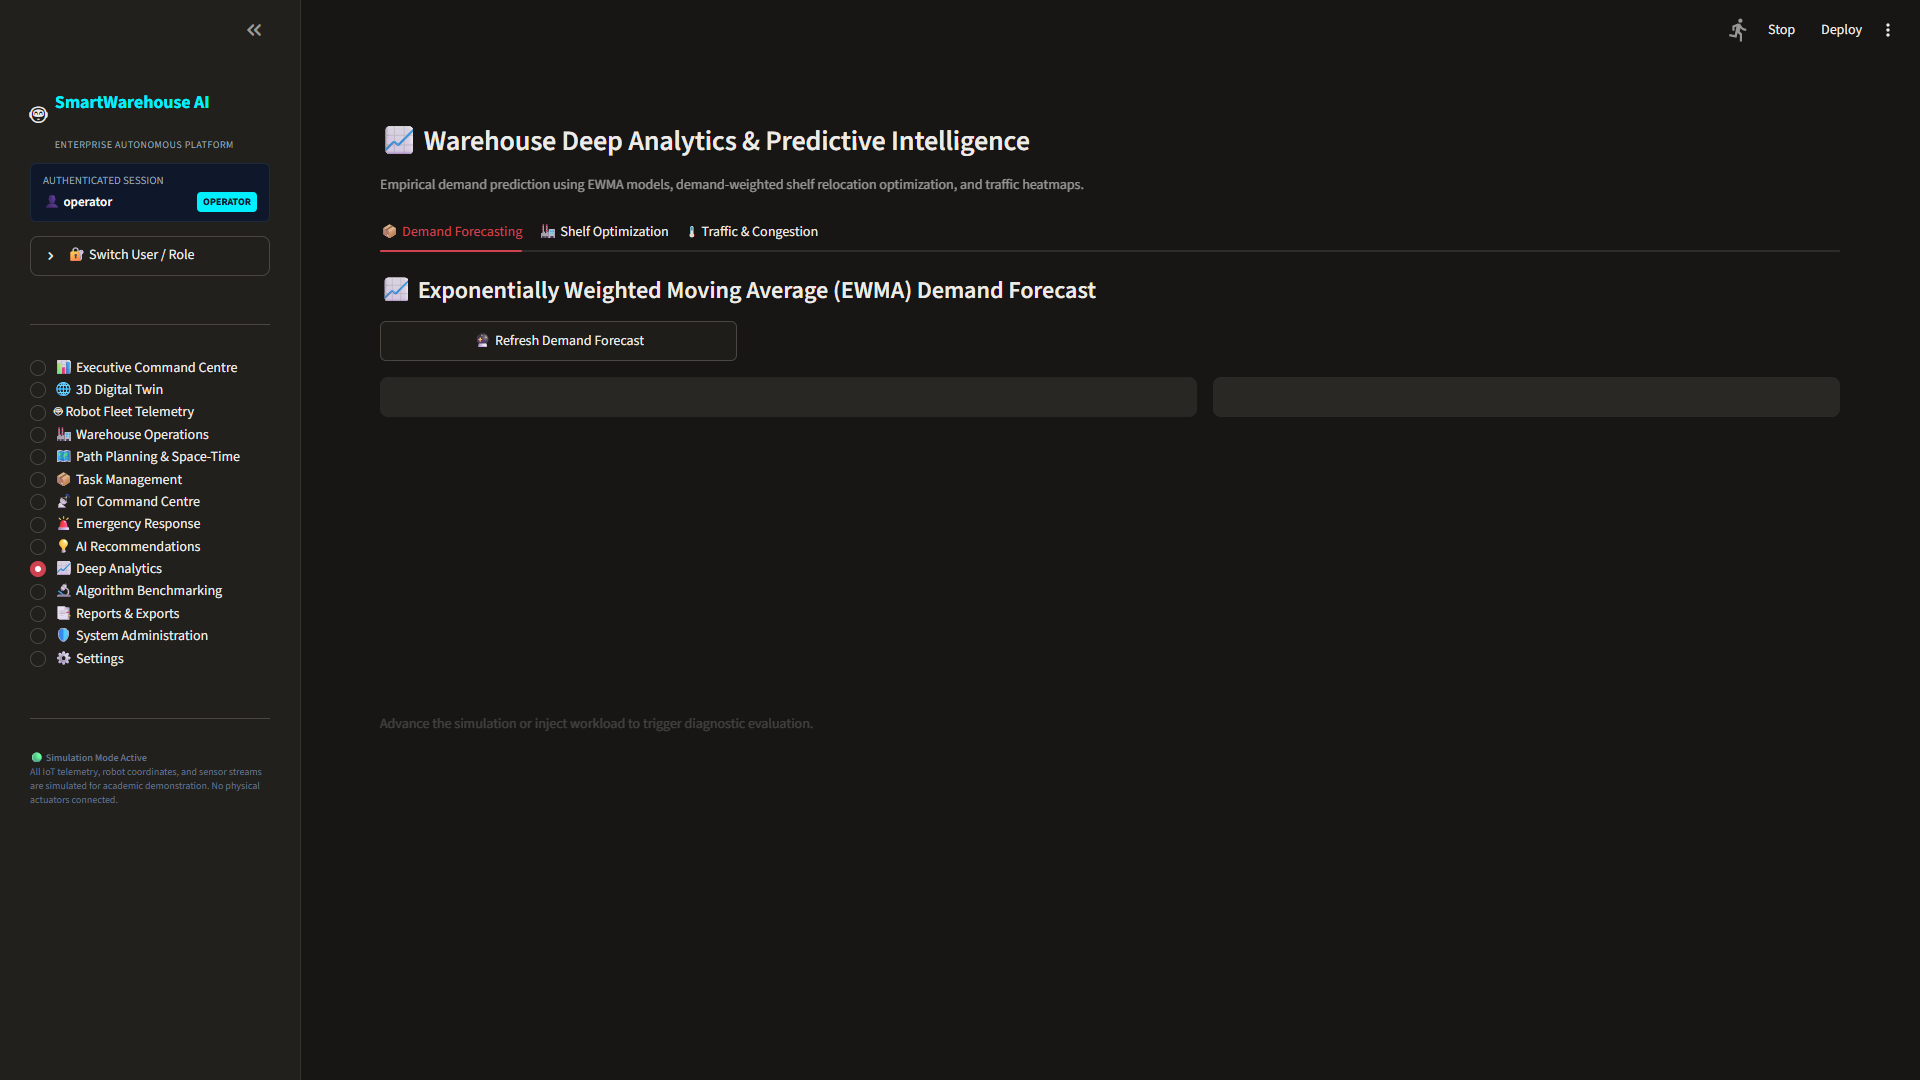 Stop
Deploy
SmartWarehouse AI
ENTERPRISE AUTONOMOUS PLATFORM
AUTHENTICATED SESSION
operator
OPERATOR
Switch User / Role
Executive Command Centre
3D Digital Twin
Robot Fleet Telemetry
Warehouse Operations
Path Planning & Space-Time
Task Management
IoT Command Centre
Emergency Response
AI Recommendations
Deep Analytics
Algorithm Benchmarking
Reports & Exports
System Administration
Settings
Simulation Mode Active
All IoT telemetry, robot coordinates, and sensor streams
are simulated for academic demonstration. No physical
actuators connected.
Warehouse Deep Analytics & Predictive Intelligence
Empirical demand prediction using EWMA models, demand-weighted shelf relocation optimization, and traffic heatmaps.
Demand Forecasting
Shelf Optimization
Traffic & Congestion
Exponentially Weighted Moving Average (EWMA) Demand Forecast
Refresh Demand Forecast
Advance the simulation or inject workload to trigger diagnostic evaluation.